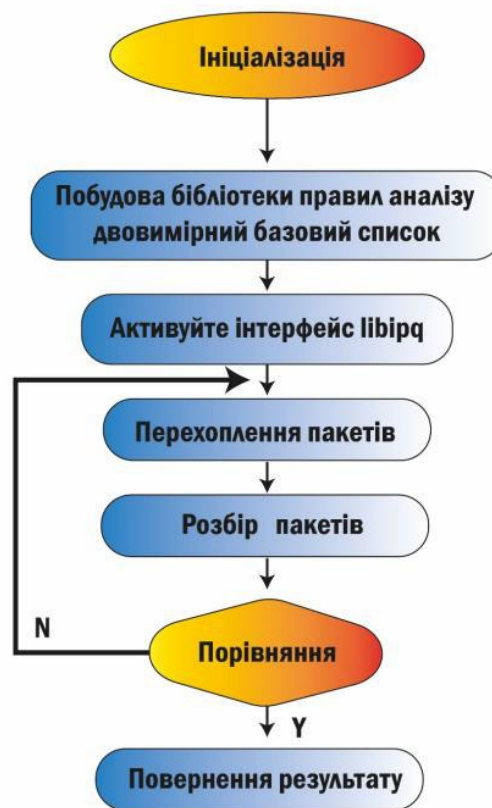 Ініціалізація
Побудова бібліотеки правил аналізу
двовимірний базовий список
Активуйте інтерфейс libipq
Перехоплення пакетів
Розбір пакетів
N
Порівняння
Y
Повернення результату